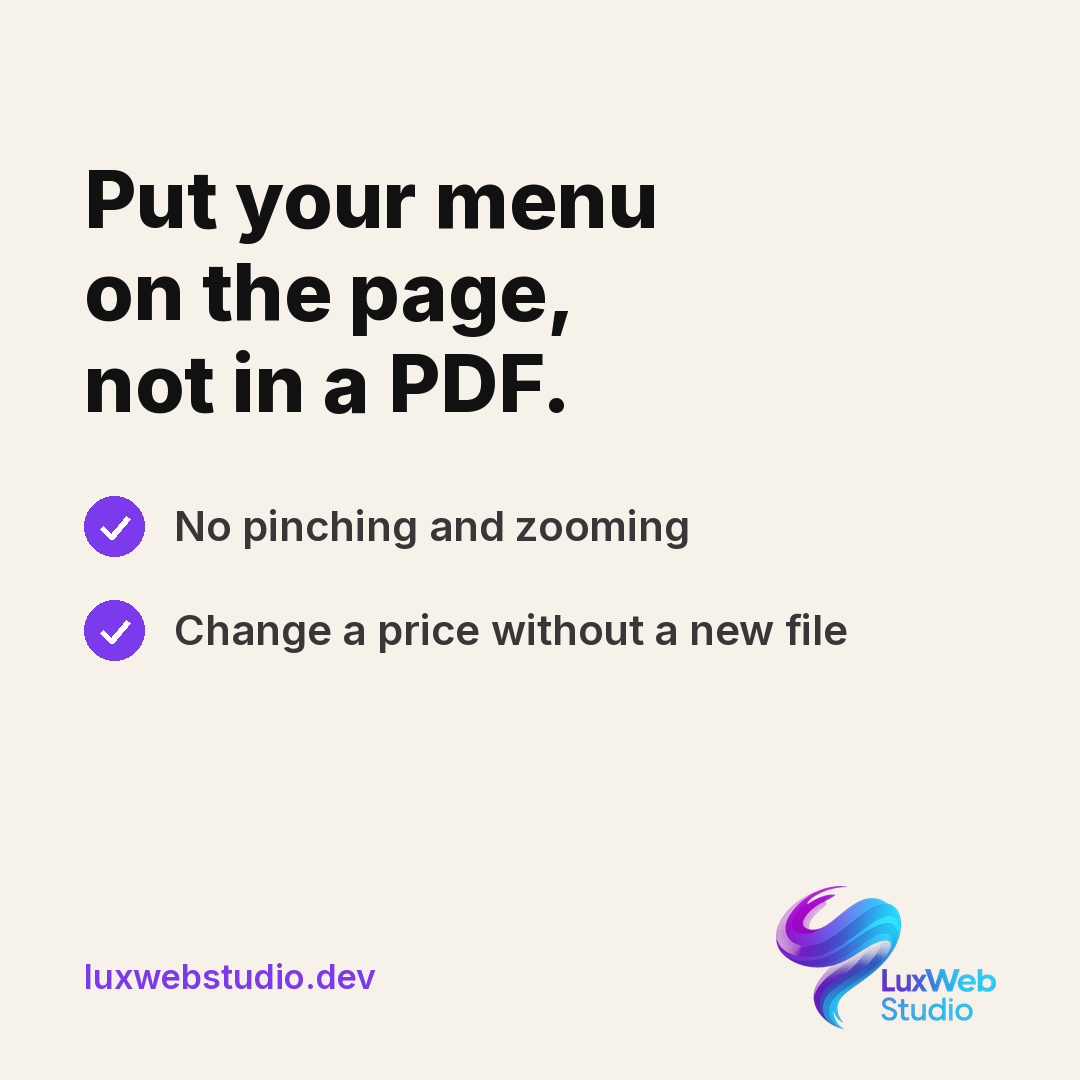 Put your menu
on the page,
not in a PDF.
No pinching and zooming
Change a price without a new file
luxwebstudio.dev
LuxWeb
Studio